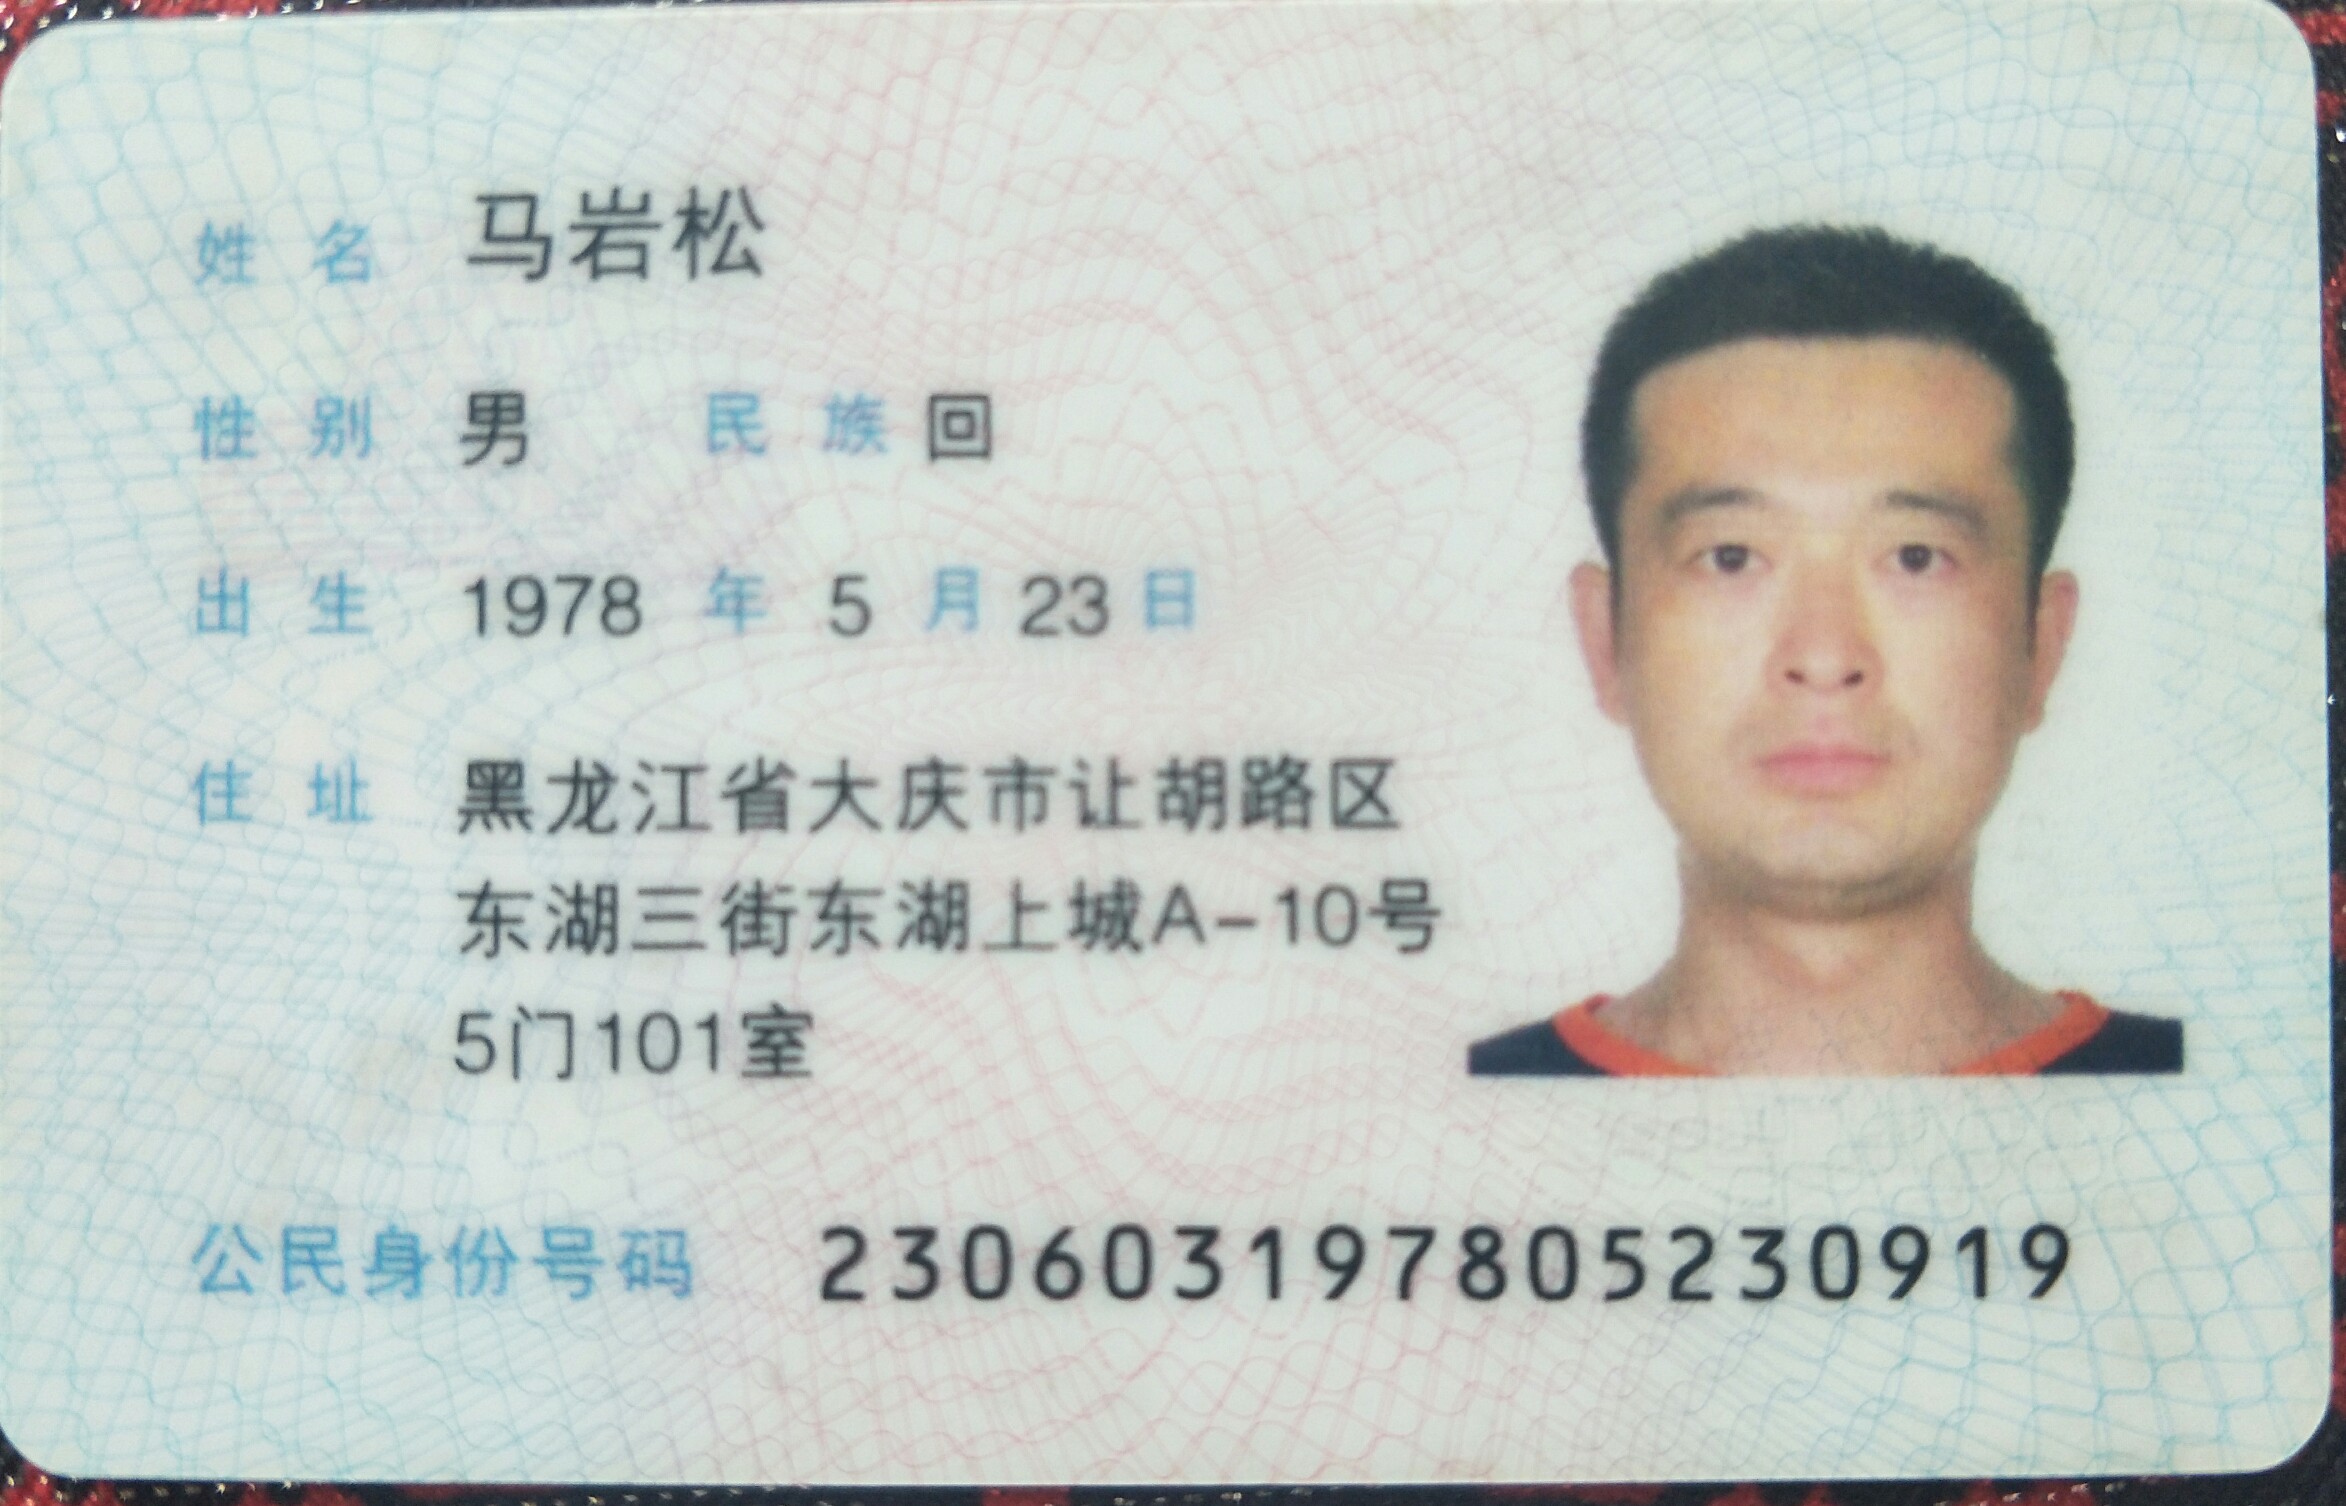 姓名 马岩松
性别 男 民族 回
出生 1978 年 5 月 23 日
住址 黑龙江省大庆市让胡路区
东湖三街东湖上城A-10号
5门101室
公民身份号码 230603197805230919